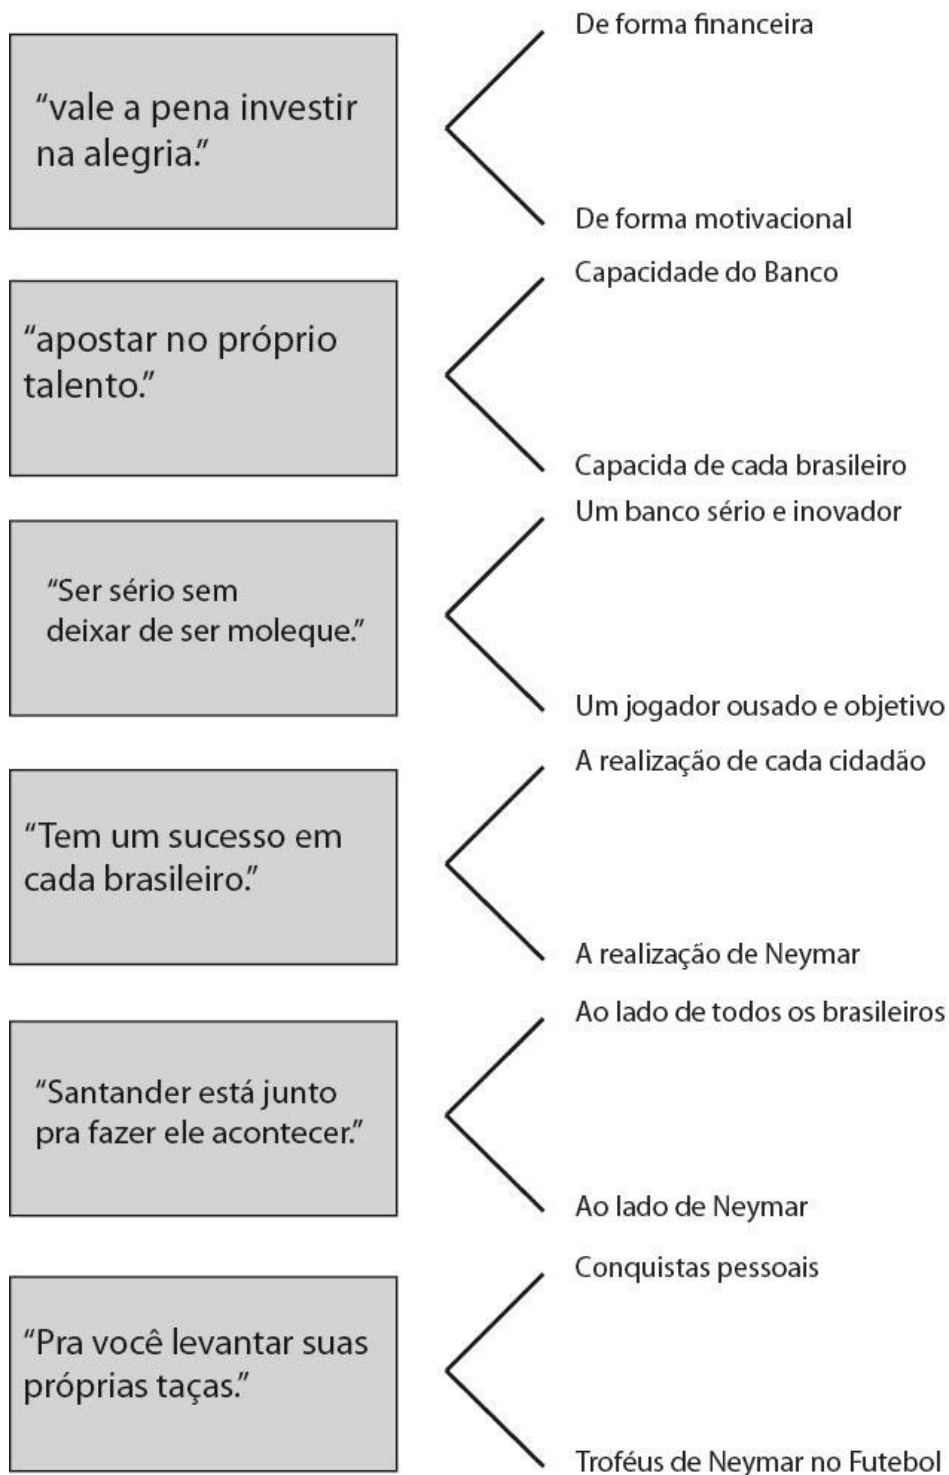 De forma financeira
“vale a pena investir
na alegria.”
De forma motivacional
Capacidade do Banco
“apostar no próprio
talento.”
Capacida de cada brasileiro
Um banco sério e inovador
“Ser sério sem
deixar de ser moleque.”
Um jogador ousado e objetivo
A realização de cada cidadão
“Tem um sucesso em
cada brasileiro.”
A realização de Neymar
Ao lado de todos os brasileiros
“Santander está junto
pra fazer ele acontecer.”
Ao lado de Neymar
Conquistas pessoais
“Pra você levantar suas
próprias taças.”
Troféus de Neymar no Futebol